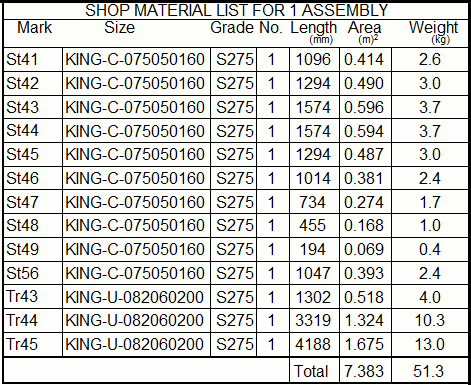 SHOP MATERIAL LIST FOR 1 ASSEMBLY
Mark Size Grade No. Length (mm) Area (m)² Weight (kg)
St41 KING-C-075050160 S275 1 1096 0.414 2.6
St42 KING-C-075050160 S275 1 1294 0.490 3.0
St43 KING-C-075050160 S275 1 1574 0.596 3.7
St44 KING-C-075050160 S275 1 1574 0.594 3.7
St45 KING-C-075050160 S275 1 1294 0.487 3.0
St46 KING-C-075050160 S275 1 1014 0.381 2.4
St47 KING-C-075050160 S275 1 734 0.274 1.7
St48 KING-C-075050160 S275 1 455 0.168 1.0
St49 KING-C-075050160 S275 1 194 0.069 0.4
St56 KING-C-075050160 S275 1 1047 0.393 2.4
Tr43 KING-U-082060200 S275 1 1302 0.518 4.0
Tr44 KING-U-082060200 S275 1 3319 1.324 10.3
Tr45 KING-U-082060200 S275 1 4188 1.675 13.0
Total 7.383 51.3